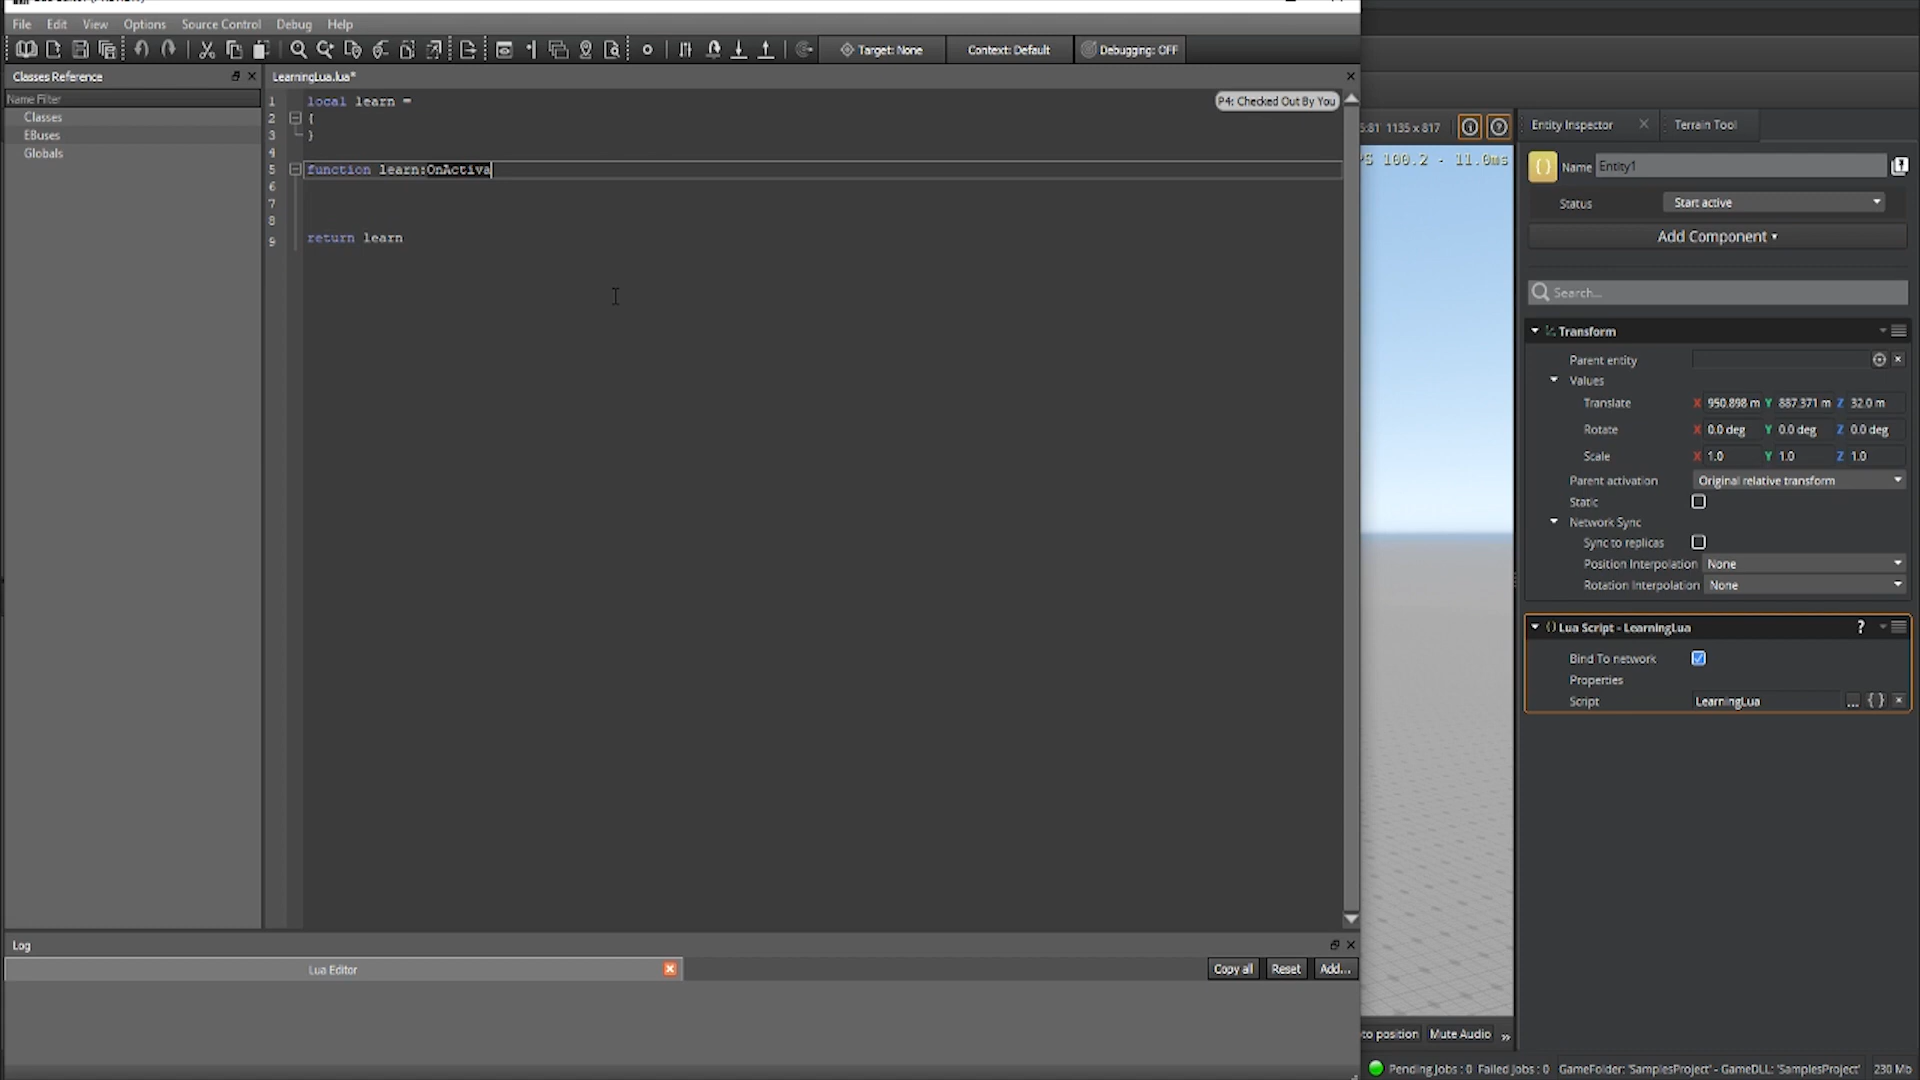 File Edit View Options Source Control Debug Help
Target: None Context: Default Debugging: OFF
Classes Reference
Name Filter
Classes
EBuses
Globals
LearningLua.lua*
P4: Checked Out By You
1 local learn =
2 {
3 }
4
5 function learn:OnActiva
6
7
8
9 return learn
Log
Lua Editor
Copy all Reset Add...
1135 x 817
100.2 - 11.0ms
to position Mute Audio »
Entity Inspector Terrain Tool
Name Entity1
Status Start active
Add Component
Search...
Transform
Parent entity
Values
Translate X 950.898 m Y 887.371 m Z 32.0 m
Rotate X 0.0 deg Y 0.0 deg Z 0.0 deg
Scale X 1.0 Y 1.0 Z 1.0
Parent activation Original relative transform
Static
Network Sync
Sync to replicas
Position Interpolation None
Rotation Interpolation None
Lua Script - LearningLua ?
Bind To network
Properties
Script LearningLua ... { }
Pending Jobs : 0 Failed Jobs : 0 GameFolder: 'SamplesProject' - GameDLL: 'SamplesProject' 230 Mb